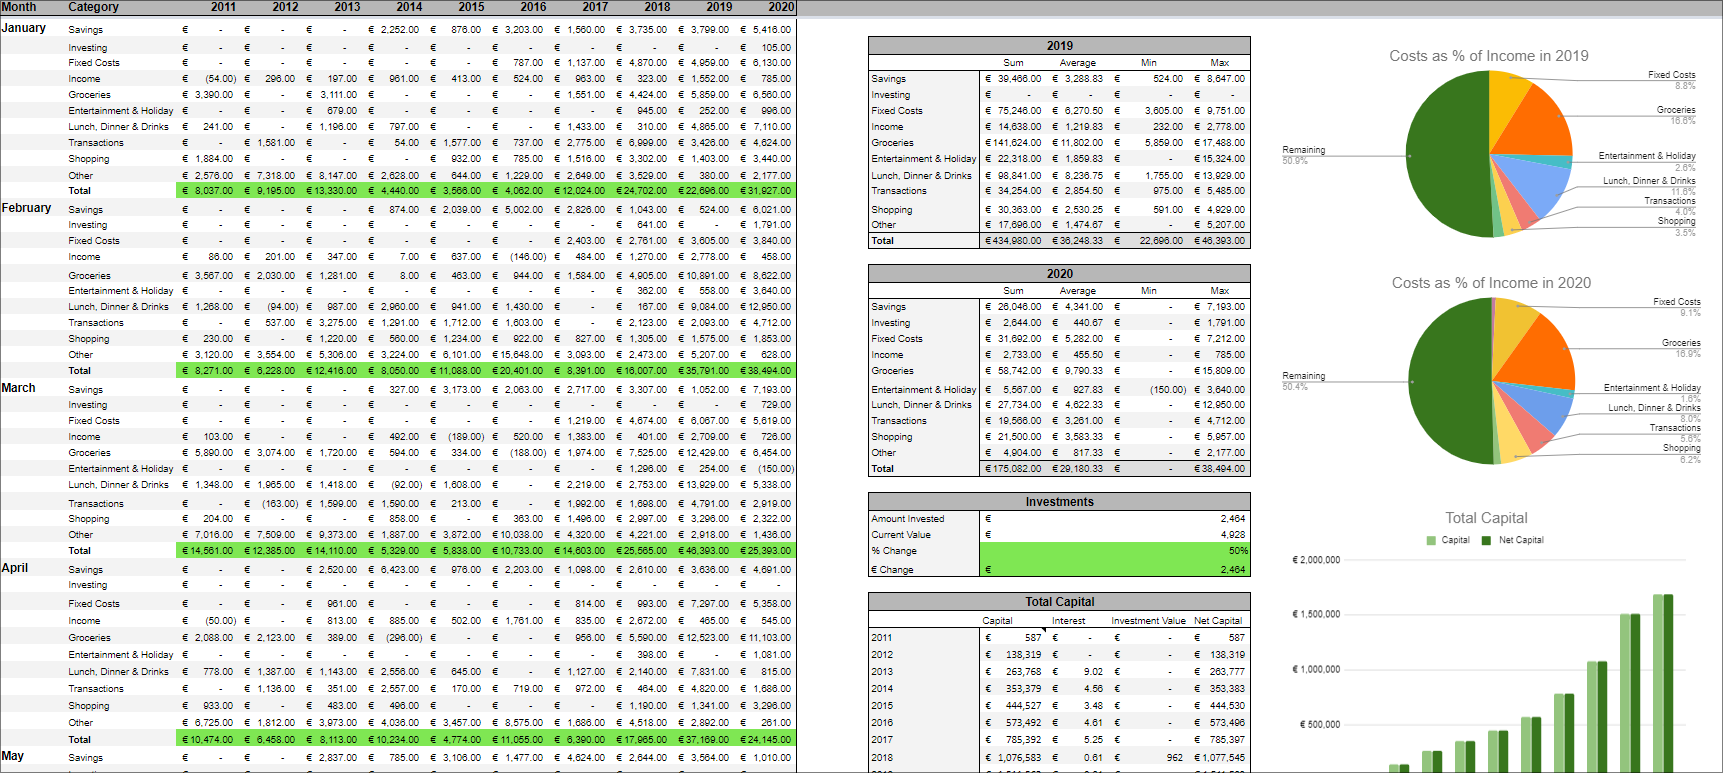 Month Category 2011 2012 2013 2014 2015 2016 2017 2018 2019 2020
January Savings € - € - € - € 2,252.00 € 876.00 € 3,203.00 € 1,560.00 € 3,735.00 € 3,799.00 € 5,416.00
Investing € - € - € - € - € - € - € - € - € - € 105.00
Fixed Costs € - € - € - € - € - € 787.00 € 1,137.00 € 4,870.00 € 4,959.00 € 6,130.00
Income € (54.00) € 296.00 € 197.00 € 961.00 € 413.00 € 524.00 € 963.00 € 323.00 € 1,552.00 € 785.00
Groceries € 3,390.00 € - € 3,111.00 € - € - € - € 1,551.00 € 4,424.00 € 5,859.00 € 6,560.00
Entertainment & Holiday € - € - € 679.00 € - € - € - € - € 945.00 € 252.00 € 996.00
Lunch, Dinner & Drinks € 241.00 € - € 1,196.00 € 797.00 € - € - € 1,433.00 € 310.00 € 4,865.00 € 7,110.00
Transactions € - € 1,581.00 € - € 54.00 € 1,577.00 € 737.00 € 2,775.00 € 6,999.00 € 3,426.00 € 4,624.00
Shopping € 1,884.00 € - € - € - € 932.00 € 785.00 € 1,516.00 € 3,302.00 € 1,403.00 € 3,440.00
Other € 2,576.00 € 7,318.00 € 8,147.00 € 2,628.00 € 644.00 € 1,229.00 € 2,649.00 € 3,529.00 € 380.00 € 2,177.00
Total € 8,037.00 € 9,195.00 € 13,330.00 € 4,440.00 € 3,566.00 € 4,062.00 € 12,024.00 € 24,702.00 € 22,696.00 € 31,927.00
February Savings € - € - € - € 874.00 € 2,039.00 € 5,002.00 € 2,826.00 € 1,043.00 € 524.00 € 6,021.00
Investing € - € - € - € - € - € - € - € 641.00 € - € 1,791.00
Fixed Costs € - € - € - € - € - € - € 2,403.00 € 2,761.00 € 3,605.00 € 3,840.00
Income € 86.00 € 201.00 € 347.00 € 7.00 € 637.00 € (146.00) € 484.00 € 1,270.00 € 2,778.00 € 458.00
Groceries € 3,567.00 € 2,030.00 € 1,281.00 € 8.00 € 463.00 € 944.00 € 1,584.00 € 4,905.00 € 10,891.00 € 8,622.00
Entertainment & Holiday € - € - € - € - € - € - € - € 362.00 € 558.00 € 3,640.00
Lunch, Dinner & Drinks € 1,268.00 € (94.00) € 987.00 € 2,960.00 € 941.00 € 1,430.00 € - € 167.00 € 9,084.00 € 12,950.00
Transactions € - € 537.00 € 3,275.00 € 1,291.00 € 1,712.00 € 1,603.00 € - € 2,123.00 € 2,093.00 € 4,712.00
Shopping € 230.00 € - € 1,220.00 € 560.00 € 1,234.00 € 922.00 € 827.00 € 1,305.00 € 1,575.00 € 1,853.00
Other € 3,120.00 € 3,554.00 € 5,306.00 € 3,224.00 € 6,101.00 € 15,648.00 € 3,093.00 € 2,473.00 € 5,207.00 € 628.00
Total € 8,271.00 € 6,228.00 € 12,416.00 € 8,050.00 € 11,088.00 € 20,401.00 € 8,391.00 € 16,007.00 € 35,791.00 € 38,494.00
March Savings € - € - € - € 327.00 € 3,173.00 € 2,063.00 € 2,717.00 € 3,307.00 € 1,052.00 € 7,193.00
Investing € - € - € - € - € - € - € - € - € - € 729.00
Fixed Costs € - € - € - € - € - € - € 1,219.00 € 4,674.00 € 6,067.00 € 5,619.00
Income € 103.00 € - € - € 492.00 € (189.00) € 520.00 € 1,383.00 € 401.00 € 2,709.00 € 726.00
Groceries € 5,890.00 € 3,074.00 € 1,720.00 € 594.00 € 334.00 € (188.00) € 1,974.00 € 7,525.00 € 12,429.00 € 6,454.00
Entertainment & Holiday € - € - € - € - € - € - € - € 1,296.00 € 254.00 € (150.00)
Lunch, Dinner & Drinks € 1,348.00 € 1,965.00 € 1,418.00 € (92.00) € 1,608.00 € - € 2,219.00 € 2,753.00 € 13,929.00 € 5,338.00
Transactions € - € (163.00) € 1,599.00 € 1,590.00 € 213.00 € - € 1,992.00 € 1,698.00 € 4,791.00 € 2,919.00
Shopping € 204.00 € - € - € 858.00 € - € 363.00 € 1,496.00 € 2,997.00 € 3,296.00 € 2,322.00
Other € 7,016.00 € 7,509.00 € 9,373.00 € 1,887.00 € 3,872.00 € 10,038.00 € 4,320.00 € 4,221.00 € 2,918.00 € 1,436.00
Total € 14,561.00 € 12,385.00 € 14,110.00 € 5,329.00 € 5,838.00 € 10,733.00 € 14,603.00 € 25,565.00 € 46,393.00 € 25,393.00
April Savings € - € - € 2,520.00 € 6,423.00 € 976.00 € 2,203.00 € 1,098.00 € 2,610.00 € 3,636.00 € 4,691.00
Investing € - € - € - € - € - € - € - € - € - € -
Fixed Costs € - € - € 961.00 € - € - € - € 814.00 € 993.00 € 7,297.00 € 5,358.00
Income € (50.00) € - € 813.00 € 885.00 € 502.00 € 1,761.00 € 835.00 € 2,672.00 € 465.00 € 545.00
Groceries € 2,088.00 € 2,123.00 € 389.00 € (296.00) € - € - € 956.00 € 5,590.00 € 12,523.00 € 11,103.00
Entertainment & Holiday € - € - € - € - € - € - € - € 398.00 € - € 1,081.00
Lunch, Dinner & Drinks € 778.00 € 1,387.00 € 1,143.00 € 2,556.00 € 645.00 € - € 1,127.00 € 2,140.00 € 7,831.00 € 815.00
Transactions € - € 1,136.00 € 351.00 € 2,557.00 € 170.00 € 719.00 € 972.00 € 464.00 € 4,820.00 € 1,686.00
Shopping € 933.00 € - € 483.00 € 496.00 € - € - € - € 1,190.00 € 1,341.00 € 3,296.00
Other € 6,725.00 € 1,812.00 € 3,973.00 € 4,036.00 € 3,457.00 € 8,575.00 € 1,686.00 € 4,518.00 € 2,892.00 € 261.00
Total € 10,474.00 € 6,458.00 € 8,113.00 € 10,234.00 € 4,774.00 € 11,055.00 € 6,390.00 € 17,965.00 € 37,169.00 € 24,145.00
May Savings € - € - € 2,837.00 € 785.00 € 3,106.00 € 1,477.00 € 4,624.00 € 2,644.00 € 3,564.00 € 1,010.00
2019
Sum Average Min Max
Savings € 39,466.00 € 3,288.83 € 524.00 € 8,647.00
Investing € - € - € - € -
Fixed Costs € 75,246.00 € 6,270.50 € 3,605.00 € 9,751.00
Income € 14,638.00 € 1,219.83 € 232.00 € 2,778.00
Groceries € 141,624.00 € 11,802.00 € 5,859.00 € 17,488.00
Entertainment & Holiday € 22,318.00 € 1,859.83 € - € 15,324.00
Lunch, Dinner & Drinks € 98,841.00 € 8,236.75 € 1,755.00 € 13,929.00
Transactions € 34,254.00 € 2,854.50 € 975.00 € 5,485.00
Shopping € 30,363.00 € 2,530.25 € 591.00 € 4,929.00
Other € 17,696.00 € 1,474.67 € - € 5,207.00
Total € 434,980.00 € 36,248.33 € 22,696.00 € 46,393.00
2020
Sum Average Min Max
Savings € 26,046.00 € 4,341.00 € - € 7,193.00
Investing € 2,644.00 € 440.67 € - € 1,791.00
Fixed Costs € 31,692.00 € 5,282.00 € - € 7,212.00
Income € 2,733.00 € 455.50 € - € 785.00
Groceries € 58,742.00 € 9,790.33 € - € 15,809.00
Entertainment & Holiday € 5,567.00 € 927.83 € (150.00) € 3,640.00
Lunch, Dinner & Drinks € 27,734.00 € 4,622.33 € - € 12,950.00
Transactions € 19,566.00 € 3,261.00 € - € 4,712.00
Shopping € 21,500.00 € 3,583.33 € - € 5,957.00
Other € 4,904.00 € 817.33 € - € 2,177.00
Total € 175,082.00 € 29,180.33 € - € 38,494.00
Investments
Amount Invested € 2,464
Current Value € 4,928
% Change 50%
€ Change € 2,464
Total Capital
Capital Interest Investment Value Net Capital
2011 € 587 € - € - € 587
2012 € 138,319 € - € - € 138,319
2013 € 263,768 € 9.02 € - € 263,777
2014 € 353,379 € 4.56 € - € 353,383
2015 € 444,527 € 3.48 € - € 444,530
2016 € 573,492 € 4.61 € - € 573,496
2017 € 785,392 € 5.25 € - € 785,397
2018 € 1,076,583 € 0.61 € 962 € 1,077,545
Costs as % of Income in 2019
Fixed Costs
8.8%
Groceries
16.6%
Remaining
50.9%
Entertainment & Holiday
2.6%
Lunch, Dinner & Drinks
11.6%
Transactions
4.0%
Shopping
3.5%
Costs as % of Income in 2020
Fixed Costs
9.1%
Groceries
16.9%
Remaining
50.4%
Entertainment & Holiday
1.6%
Lunch, Dinner & Drinks
8.0%
Transactions
5.6%
Shopping
6.2%
Total Capital
Capital Net Capital
€ 2,000,000
€ 1,500,000
€ 1,000,000
€ 500,000